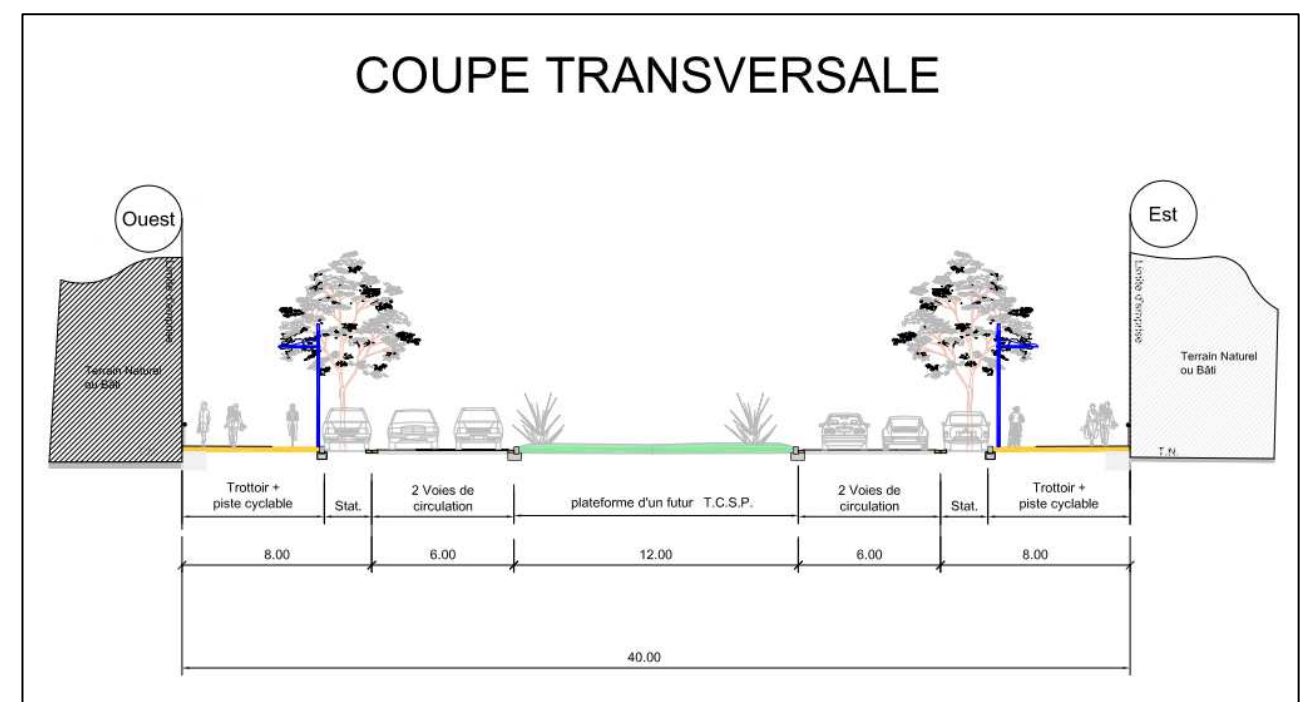 COUPE TRANSVERSALE
Ouest
Est
Limite d'emprise
Limite d'emprise
Terrain Naturel
ou Bâti
Terrain Naturel
ou Bâti
T.N.
Trottoir +
piste cyclable
Stat.
2 Voies de
circulation
plateforme d'un futur T.C.S.P.
2 Voies de
circulation
Stat.
Trottoir +
piste cyclable
8.00
6.00
12.00
6.00
8.00
40.00